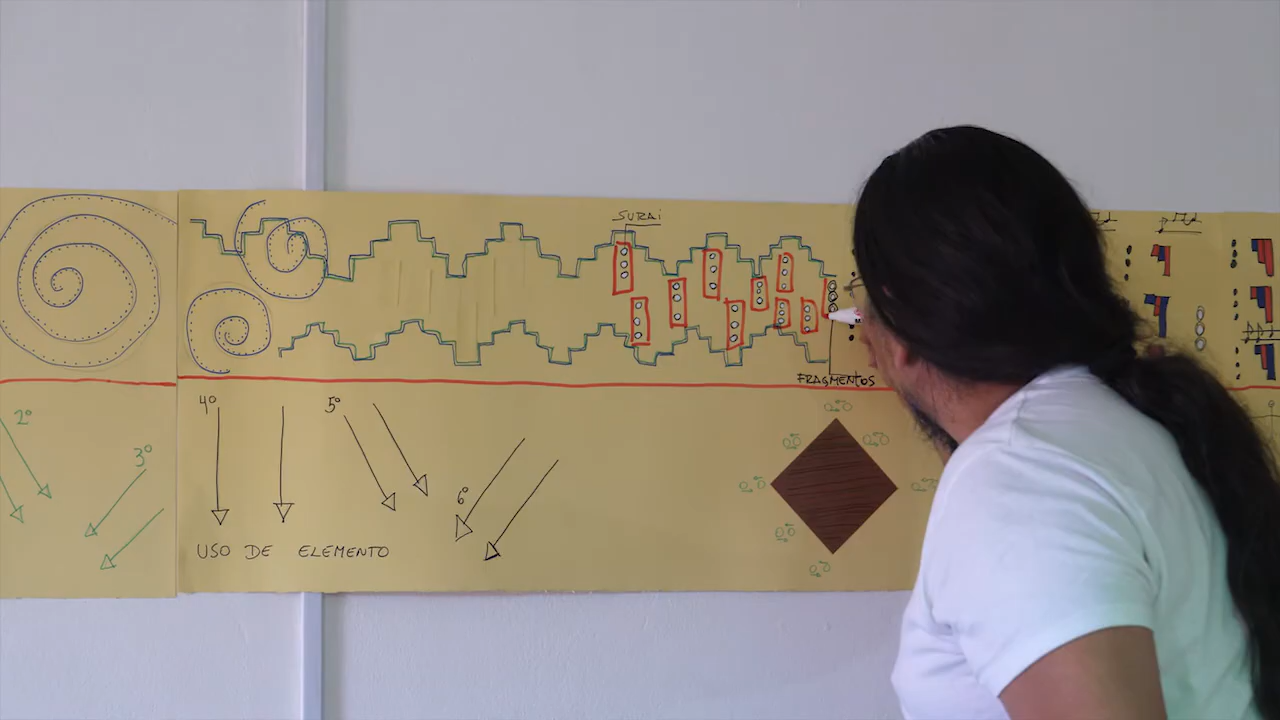 SURAI
FRAGMENTOS
2º
3º
4º
5º
6º
USO DE ELEMENTO